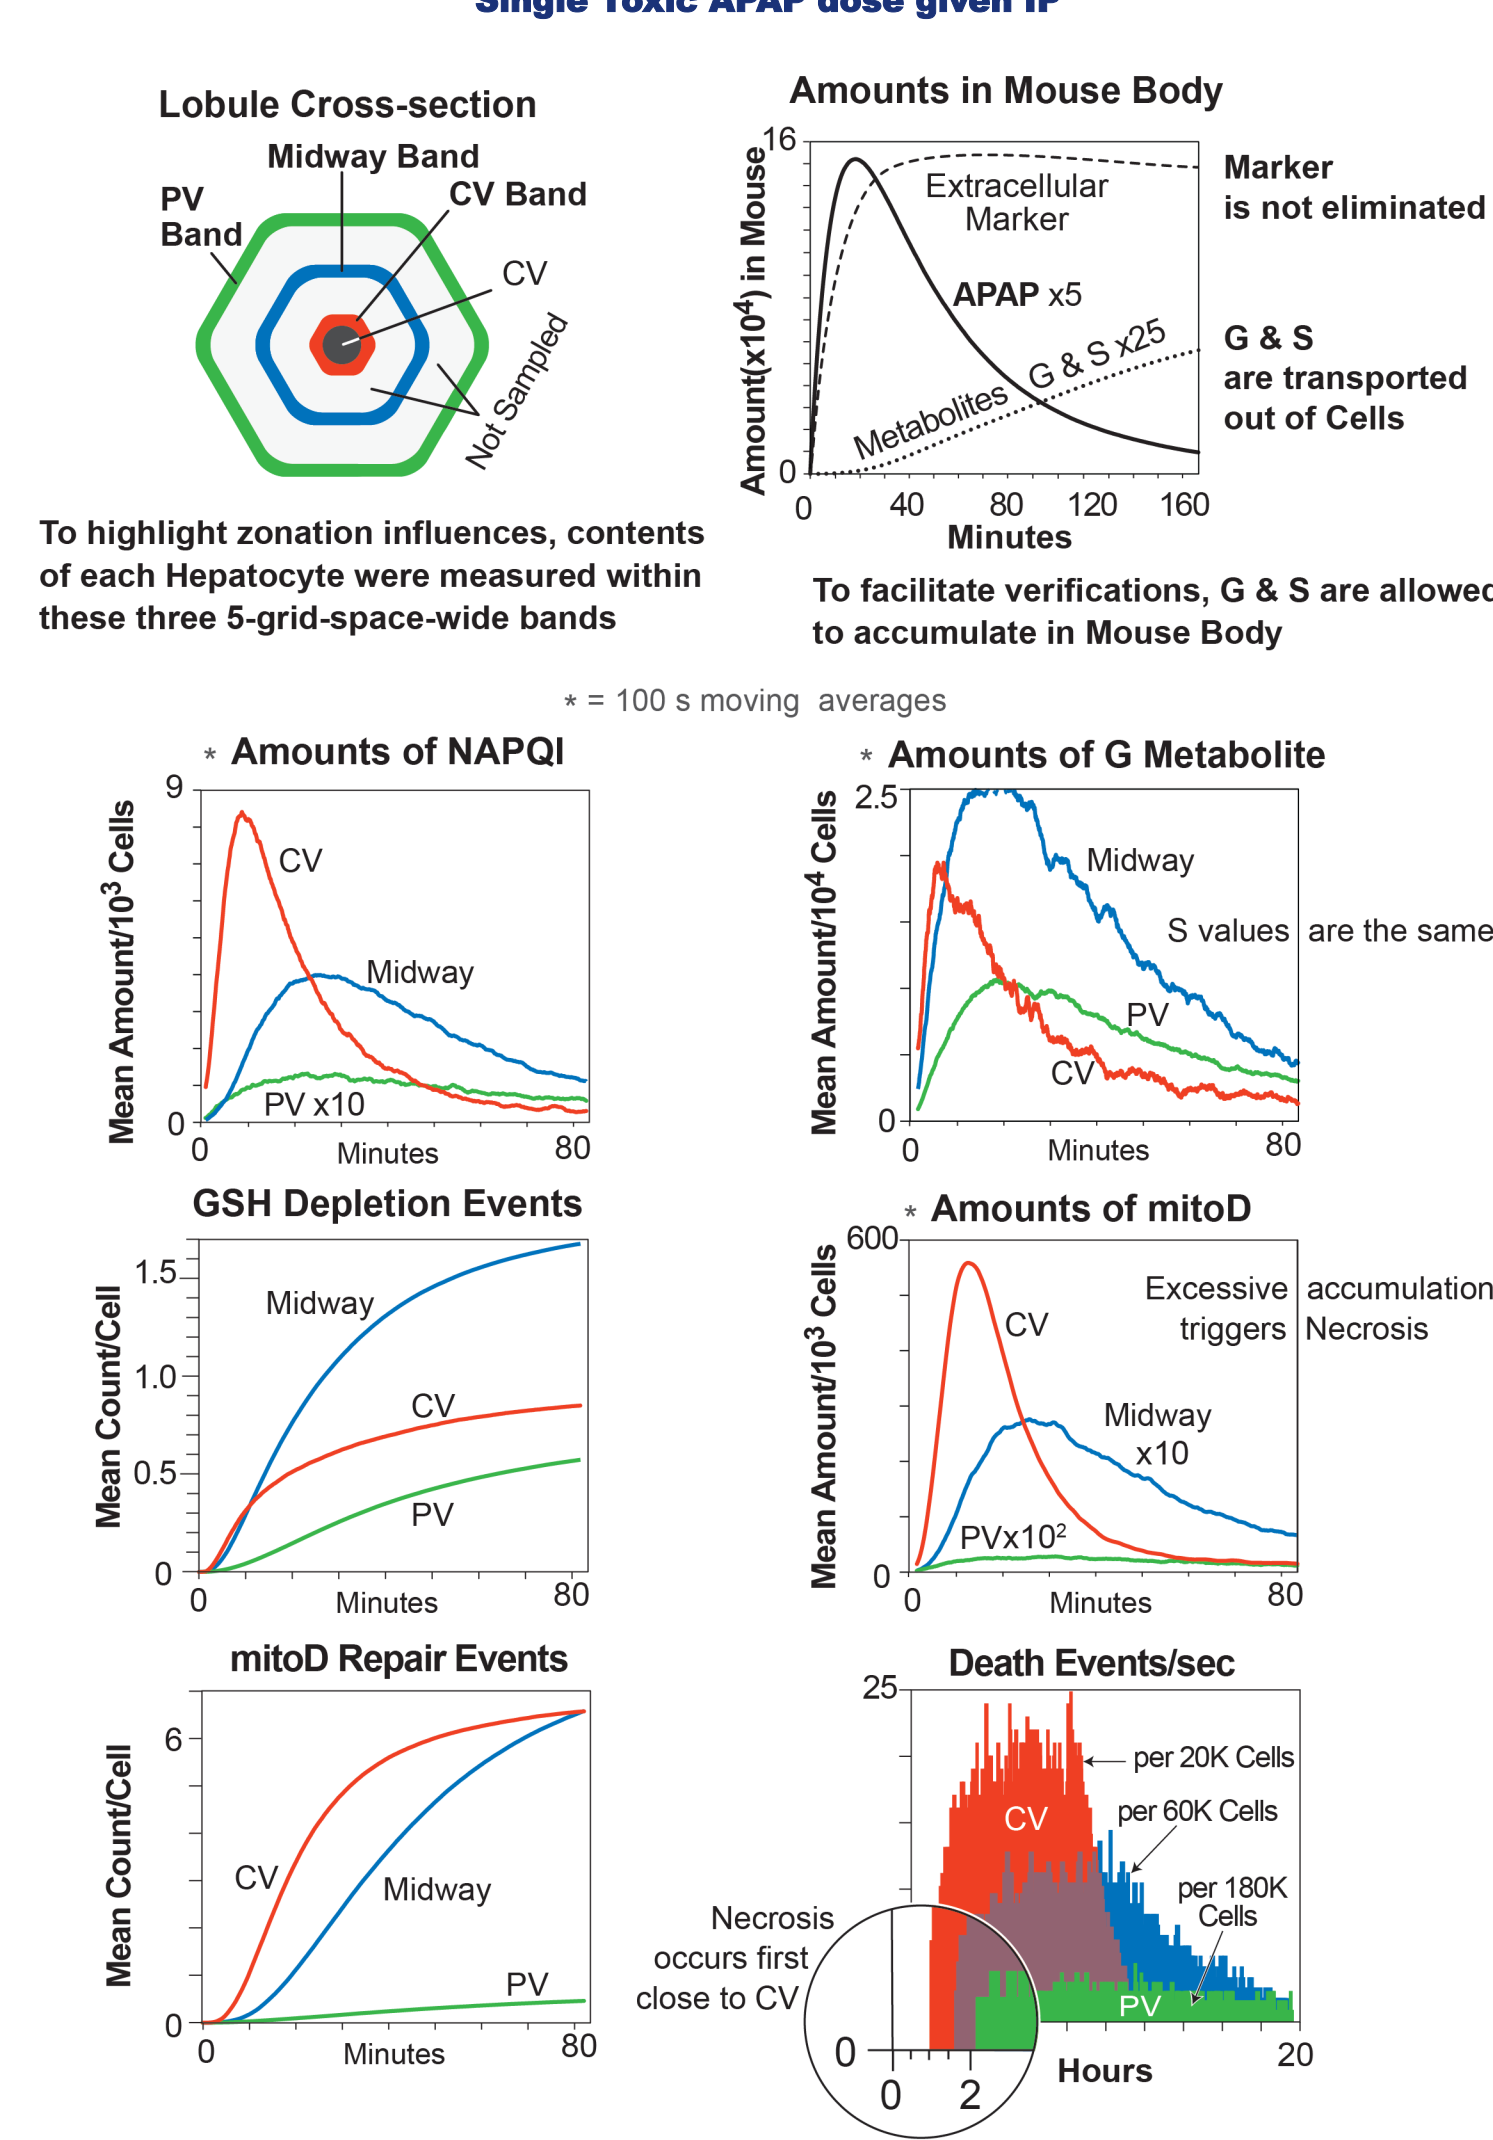 Single Toxic APAP dose given IP
Lobule Cross-section
Midway Band
PV
Band
CV Band
CV
Not Sampled
To highlight zonation influences, contents
of each Hepatocyte were measured within
these three 5-grid-space-wide bands
Amounts in Mouse Body
Amount(x10⁴) in Mouse
16
0
Extracellular
Marker
APAP x5
Metabolites G & S x25
0 40 80 120 160
Minutes
Marker
is not eliminated
G & S
are transported
out of Cells
To facilitate verifications, G & S are allowed
to accumulate in Mouse Body
* = 100 s moving averages
* Amounts of NAPQI
Mean Amount/10³ Cells
9
0
CV
Midway
PV x10
0 80
Minutes
* Amounts of G Metabolite
Mean Amount/10⁴ Cells
2.5
0
Midway
S values are the same
PV
CV
0 80
Minutes
GSH Depletion Events
Mean Count/Cell
1.5
1.0
0.5
0
Midway
CV
PV
0 80
Minutes
* Amounts of mitoD
Mean Amount/10³ Cells
600
0
Excessive accumulation
triggers Necrosis
CV
Midway
x10
PVx10²
0 80
Minutes
mitoD Repair Events
Mean Count/Cell
6
0
CV
Midway
PV
0 80
Minutes
Death Events/sec
25
per 20K Cells
CV
per 60K Cells
per 180K
Cells
PV
Necrosis
occurs first
close to CV
0
0 2
Hours
20